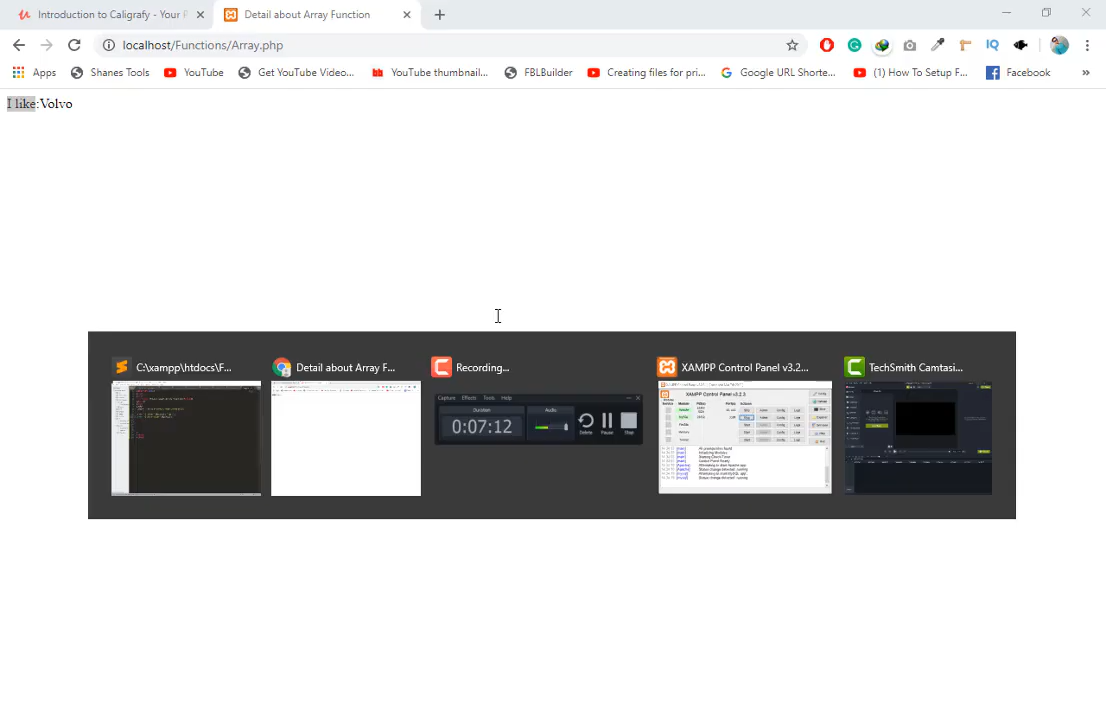 Introduction to Caligrafy - Your F
Detail about Array Function
localhost/Functions/Array.php
Apps
Shanes Tools
YouTube
Get YouTube Video...
YouTube thumbnail...
FBLBuilder
Creating files for pri...
Google URL Shorte...
(1) How To Setup F...
Facebook
»
I like:Volvo
C:\xampp\htdocs\F...
Detail about Array F...
Recording...
XAMPP Control Panel v3.2...
TechSmith Camtasi...
Capture Effects Tools Help
Duration
Audio
0:07:12
Delete
Pause
Stop
XAMPP Control Panel v3.2.3